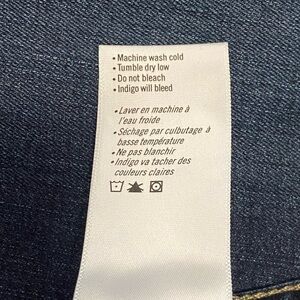 • Machine wash cold
• Tumble dry low
• Do not bleach
• Indigo will bleed
• Laver en machine à
l'eau froide
• Séchage par culbutage à
basse température
• Ne pas blanchir
• Indigo va tacher des
couleurs claires